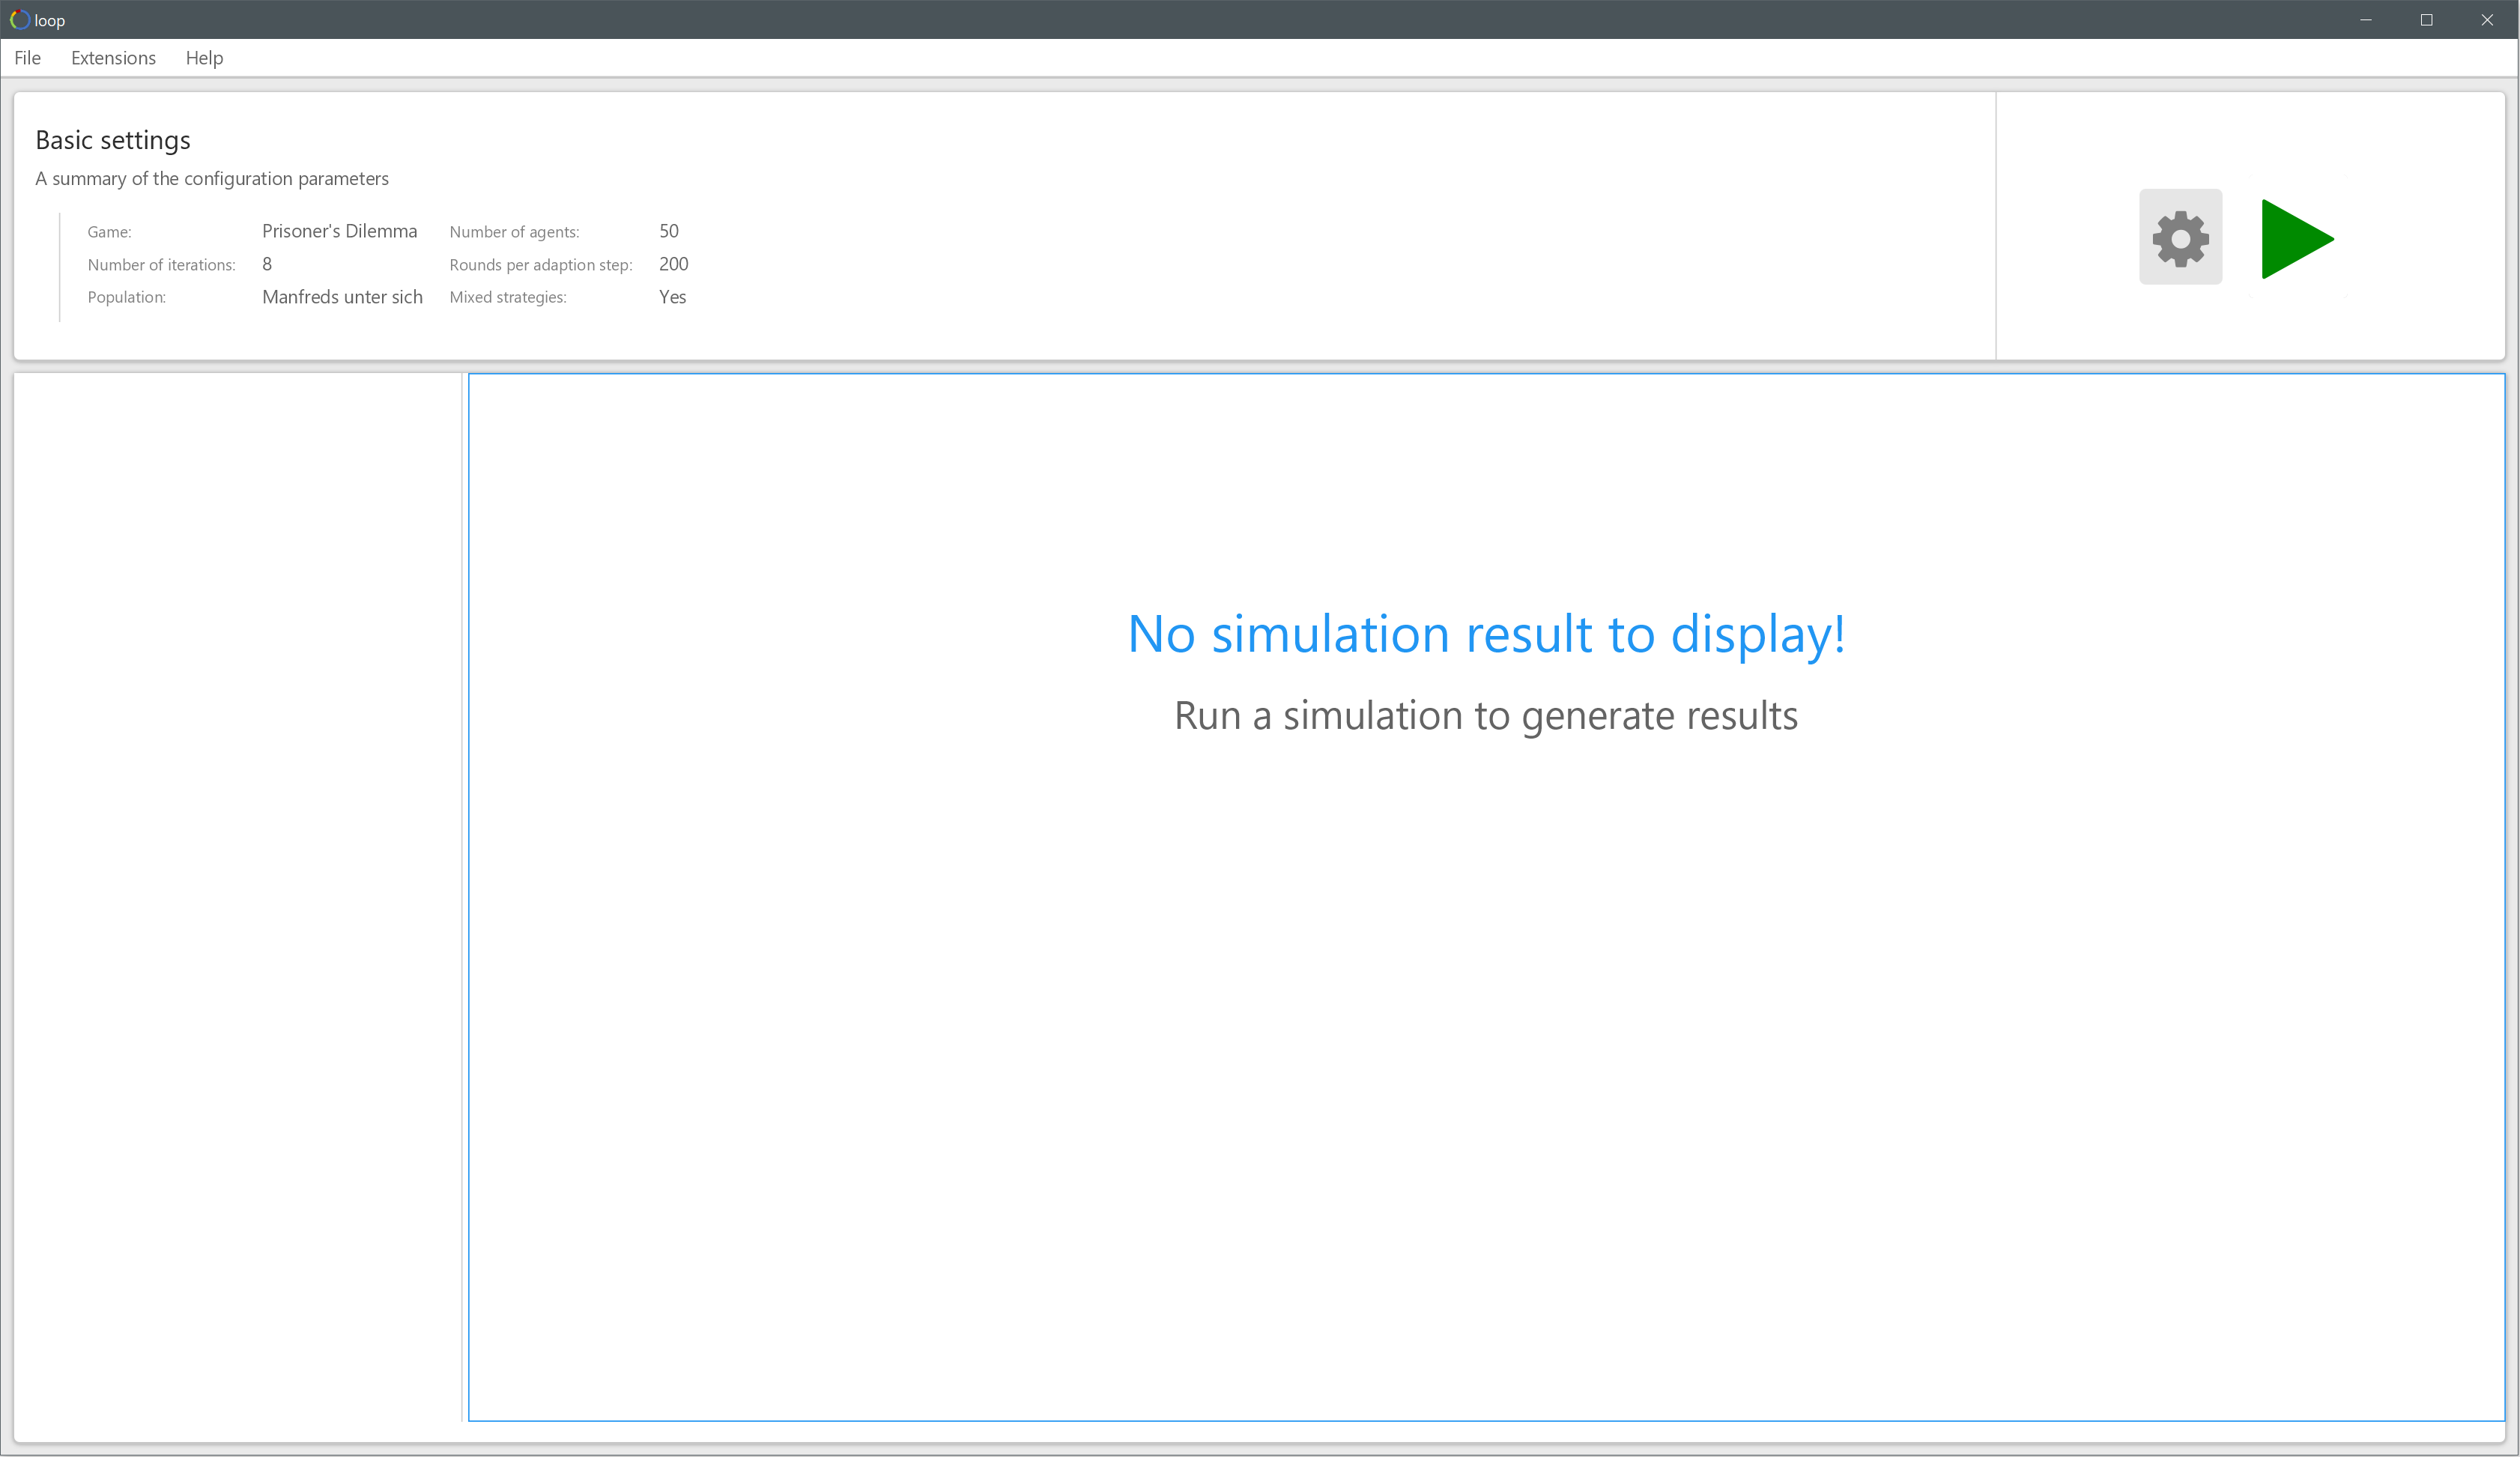 loop
File Extensions Help
Basic settings
A summary of the configuration parameters
Game: Prisoner's Dilemma Number of agents: 50
Number of iterations: 8 Rounds per adaption step: 200
Population: Manfreds unter sich Mixed strategies: Yes
No simulation result to display!
Run a simulation to generate results